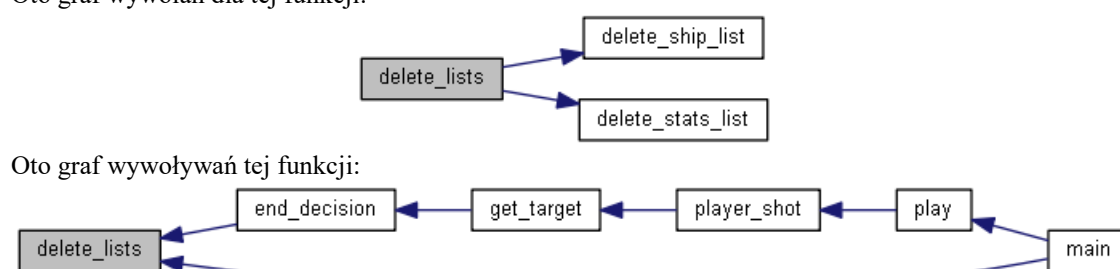 Oto graf wywołań dla tej funkcji:
delete_ship_list
delete_lists
delete_stats_list
Oto graf wywoływań tej funkcji:
end_decision get_target player_shot play
delete_lists main